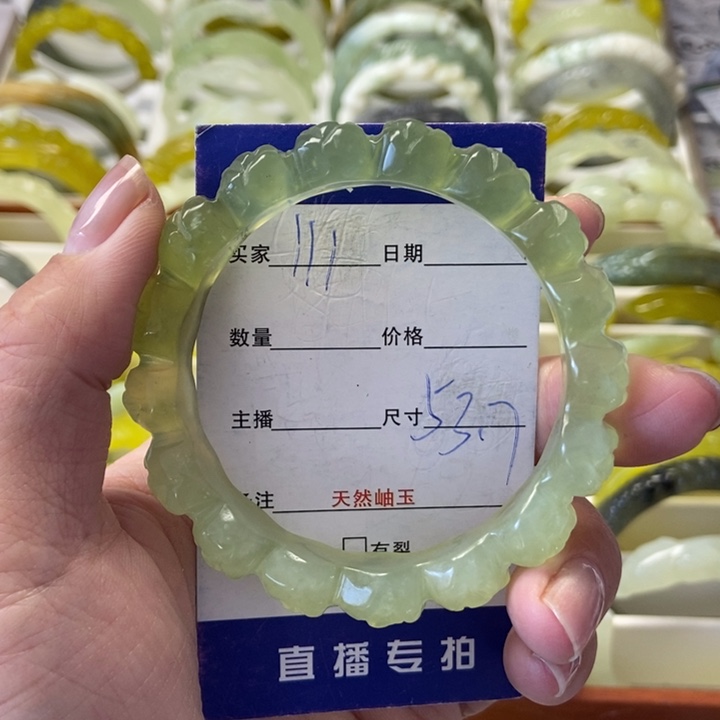 买家 111 日期
数量 价格
主播 尺寸 53.7
注 天然岫玉
□有裂
直播专拍